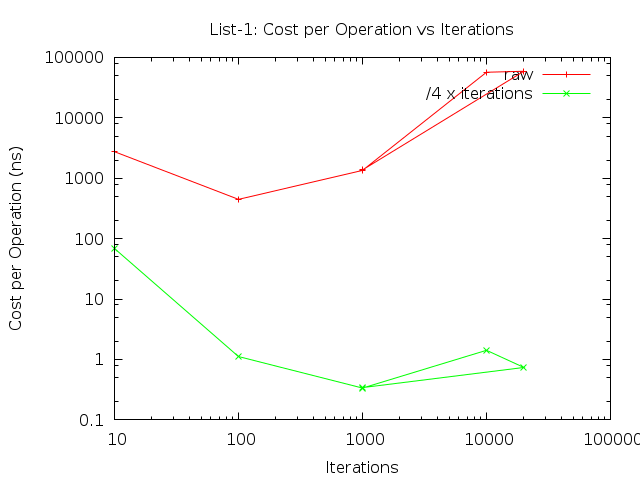 List-1: Cost per Operation vs Iterations
100000
10000
1000
100
10
1
0.1
Cost per Operation (ns)
raw
/4 x iterations
10
100
1000
10000
100000
Iterations